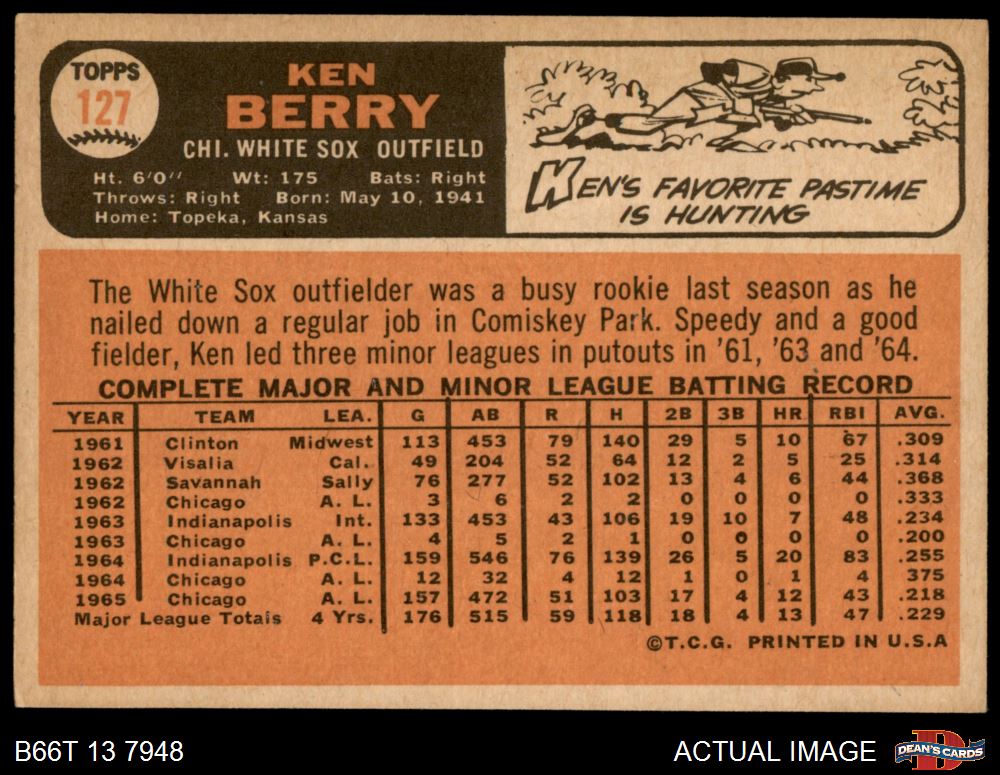 TOPPS
127
KEN
BERRY
CHI. WHITE SOX OUTFIELD
Ht. 6'0'' Wt: 175 Bats: Right
Throws: Right Born: May 10, 1941
Home: Topeka, Kansas
KEN'S FAVORITE PASTIME
IS HUNTING
The White Sox outfielder was a busy rookie last season as he
nailed down a regular job in Comiskey Park. Speedy and a good
fielder, Ken led three minor leagues in putouts in '61, '63 and '64.
COMPLETE MAJOR AND MINOR LEAGUE BATTING RECORD
YEAR TEAM LEA. G AB R H 2B 3B HR RBI AVG.
1961 Clinton Midwest 113 453 79 140 29 5 10 67 .309
1962 Visalia Cal. 49 204 52 64 12 2 5 25 .314
1962 Savannah Sally 76 277 52 102 13 4 6 44 .368
1962 Chicago A. L. 3 6 2 2 0 0 0 0 .333
1963 Indianapolis Int. 133 453 43 106 19 10 7 48 .234
1963 Chicago A. L. 4 5 2 1 0 0 0 0 .200
1964 Indianapolis P.C.L. 159 546 76 139 26 5 20 83 .255
1964 Chicago A. L. 12 32 4 12 1 0 1 4 375
1965 Chicago A. L. 157 472 51 103 17 4 12 43 .218
Major League Totals 4 Yrs. 176 515 59 118 18 4 13 47 .229
©T.C.G. PRINTED IN U.S.A
B66T 13 7948
ACTUAL IMAGE
DEAN'S CARDS